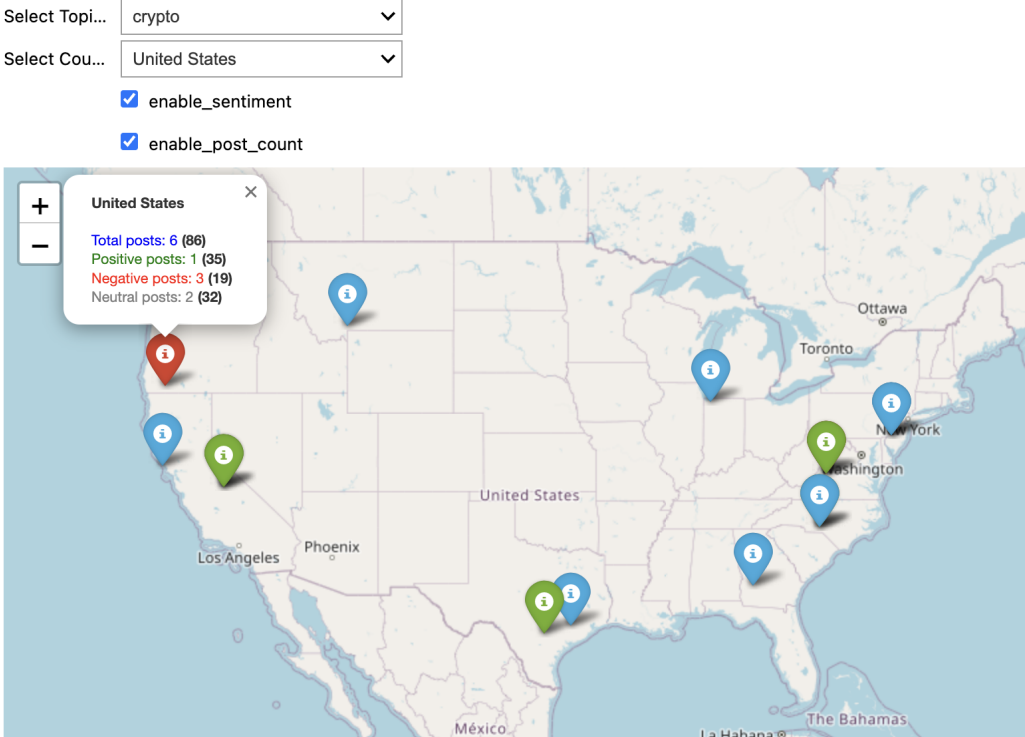 Select Topi...
crypto
Select Cou...
United States
enable_sentiment
enable_post_count
+
−
×
United States
Total posts: 6 (86)
Positive posts: 1 (35)
Negative posts: 3 (19)
Neutral posts: 2 (32)
Ottawa
Toronto
New York
Washington
United States
Los Angeles
Phoenix
México
La Habana
The Bahamas